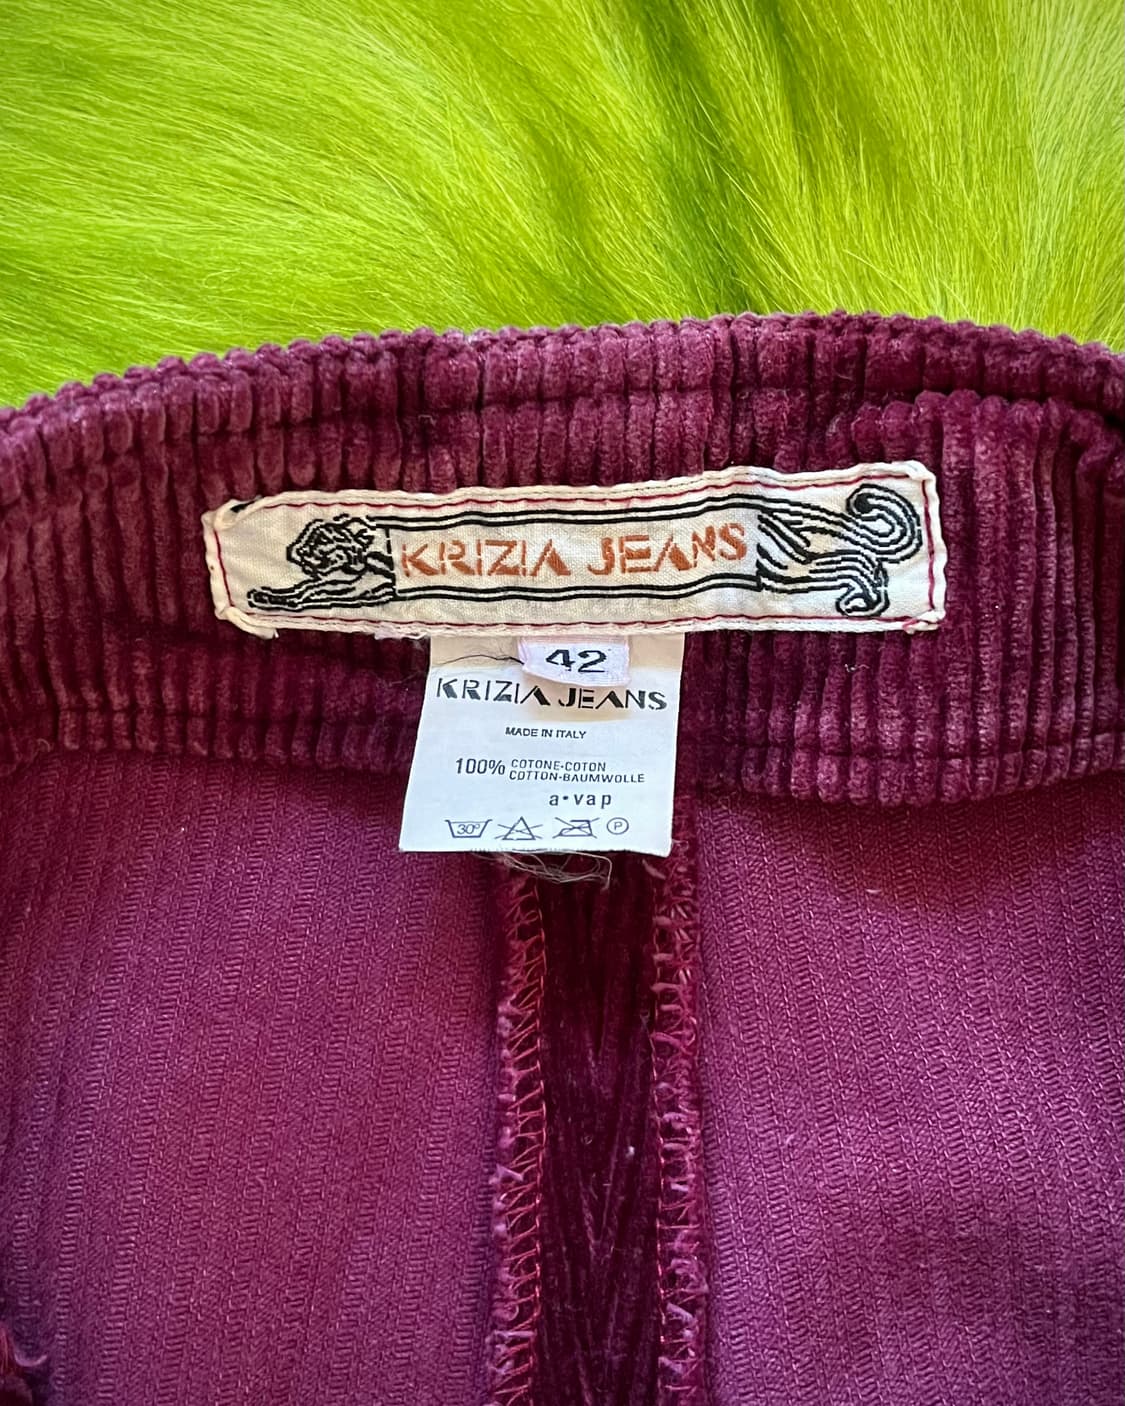 KRIZIA JEANS
42
KRIZIA JEANS
MADE IN ITALY
100% COTONE-COTON
COTTON-BAUMWOLLE
a•vap
30° P